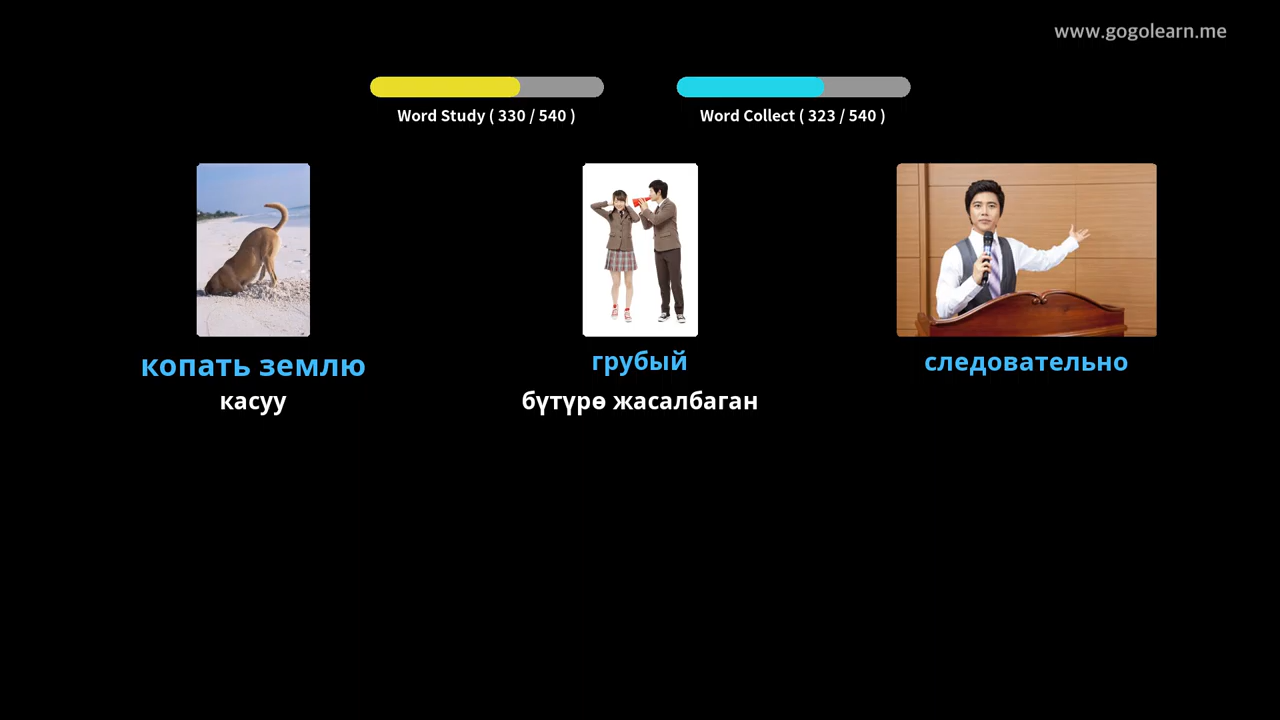 www.gogolearn.me
Word Study ( 330 / 540 )
Word Collect ( 323 / 540 )
копать землю
касуу
грубый
бүтүрө жасалбаган
следовательно